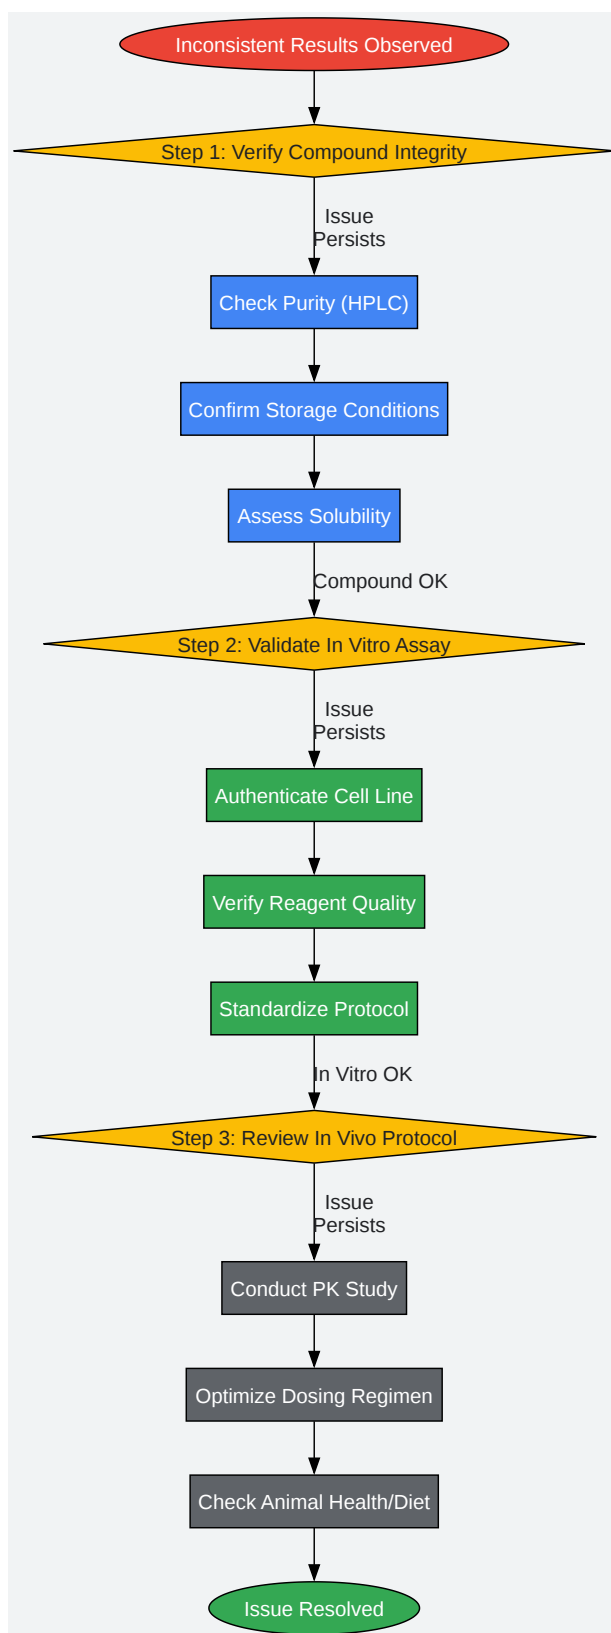 Inconsistent Results Observed
Step 1: Verify Compound Integrity
Issue
Persists
Check Purity (HPLC)
Confirm Storage Conditions
Assess Solubility
Compound OK
Step 2: Validate In Vitro Assay
Issue
Persists
Authenticate Cell Line
Verify Reagent Quality
Standardize Protocol
In Vitro OK
Step 3: Review In Vivo Protocol
Issue
Persists
Conduct PK Study
Optimize Dosing Regimen
Check Animal Health/Diet
Issue Resolved